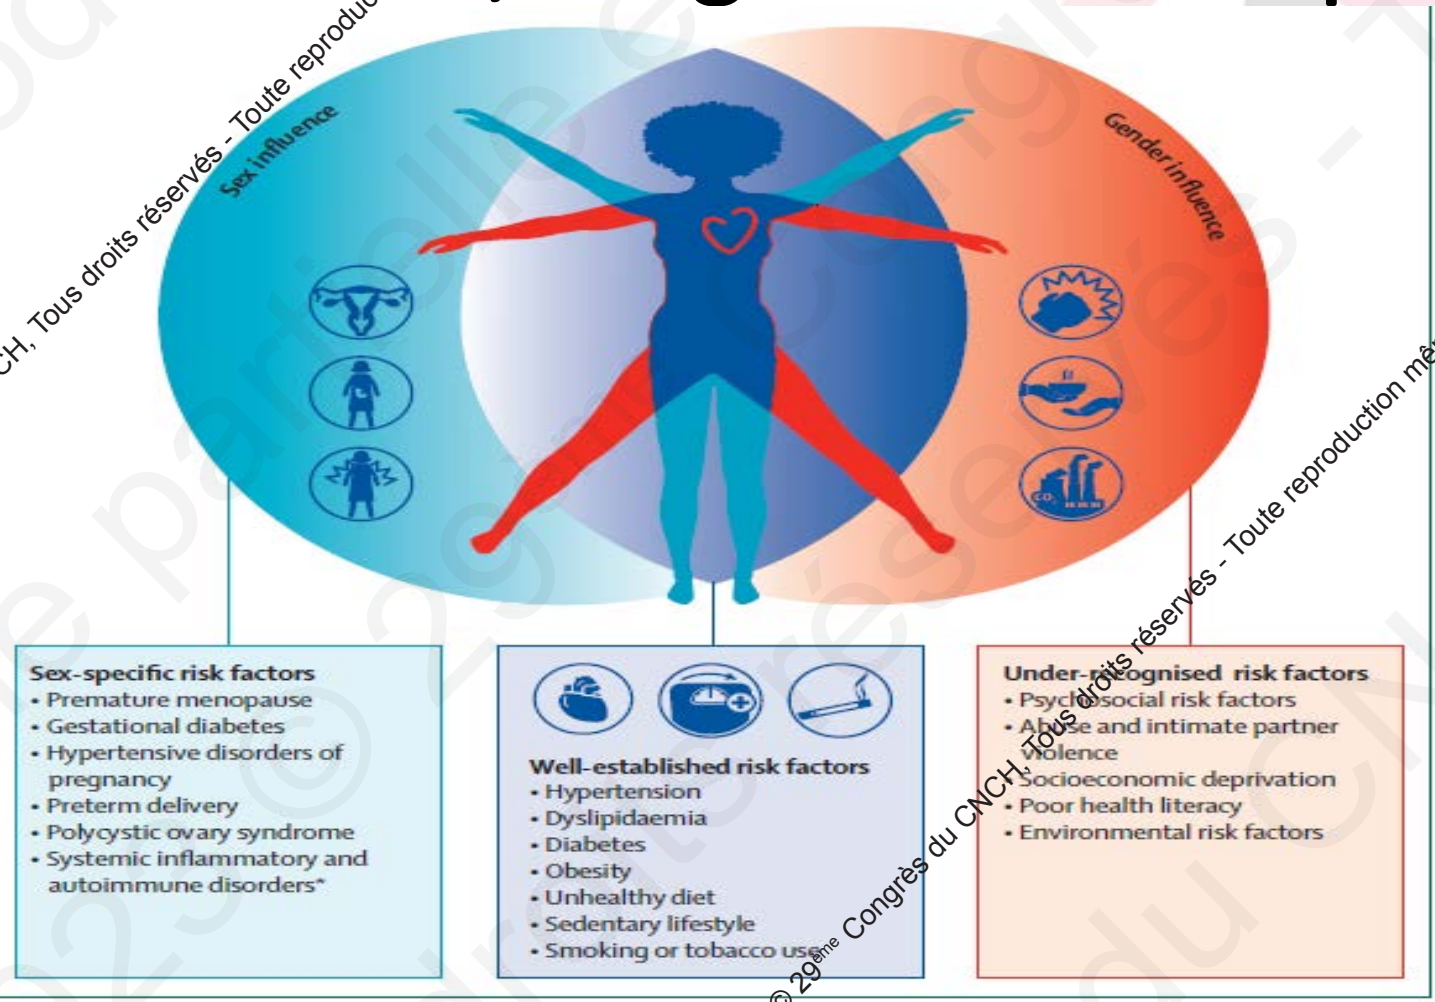 Sex influence
Gender influence
CO₂
Sex-specific risk factors
• Premature menopause
• Gestational diabetes
• Hypertensive disorders of
pregnancy
• Preterm delivery
• Polycystic ovary syndrome
• Systemic inflammatory and
autoimmune disorders*
Well-established risk factors
• Hypertension
• Dyslipidaemia
• Diabetes
• Obesity
• Unhealthy diet
• Sedentary lifestyle
• Smoking or tobacco use
Under-recognised risk factors
• Psychosocial risk factors
• Abuse and intimate partner
violence
• Socioeconomic deprivation
• Poor health literacy
• Environmental risk factors
CH, Tous droits réservés - Toute reproduc
© 29ème Congrès du CNCH, Tous droits réservés - Toute reproduction mêm